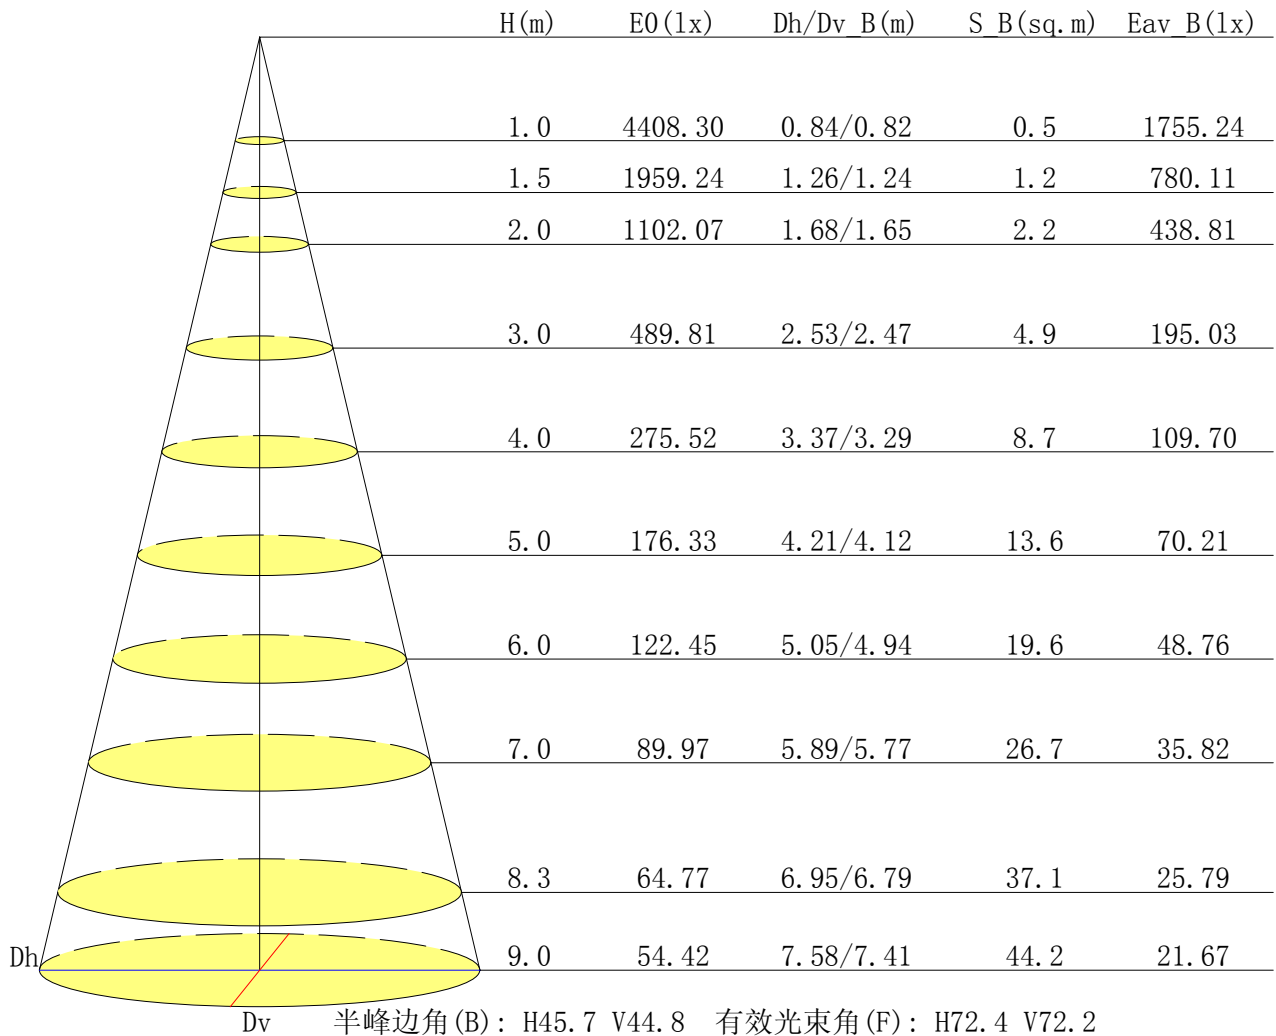 H(m) E0(lx) Dh/Dv_B(m) S_B(sq.m) Eav_B(lx)
1.0 4408.30 0.84/0.82 0.5 1755.24
1.5 1959.24 1.26/1.24 1.2 780.11
2.0 1102.07 1.68/1.65 2.2 438.81
3.0 489.81 2.53/2.47 4.9 195.03
4.0 275.52 3.37/3.29 8.7 109.70
5.0 176.33 4.21/4.12 13.6 70.21
6.0 122.45 5.05/4.94 19.6 48.76
7.0 89.97 5.89/5.77 26.7 35.82
8.3 64.77 6.95/6.79 37.1 25.79
Dh 9.0 54.42 7.58/7.41 44.2 21.67
Dv 半峰边角(B): H45.7 V44.8 有效光束角(F): H72.4 V72.2